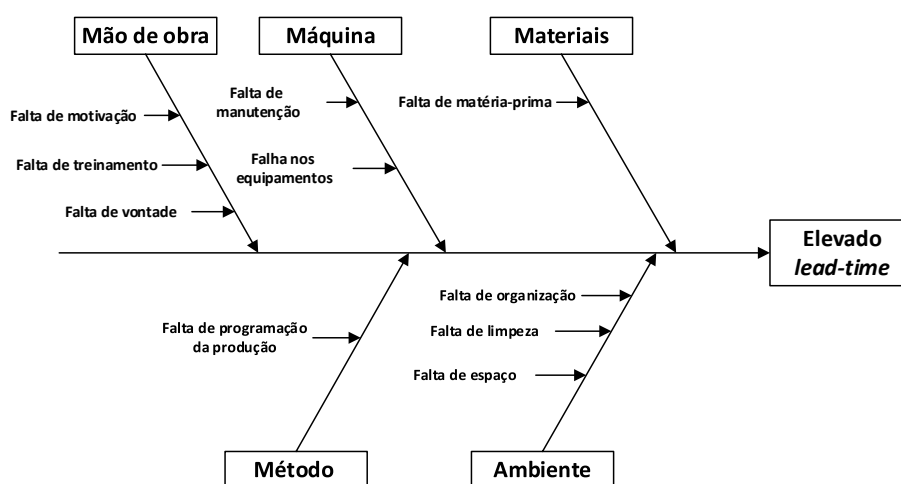 Mão de obra
Máquina
Materiais
Falta de motivação
Falta de treinamento
Falta de vontade
Falta de
manutenção
Falha nos
equipamentos
Falta de matéria-prima
Elevado
lead-time
Falta de programação
da produção
Falta de organização
Falta de limpeza
Falta de espaço
Método
Ambiente